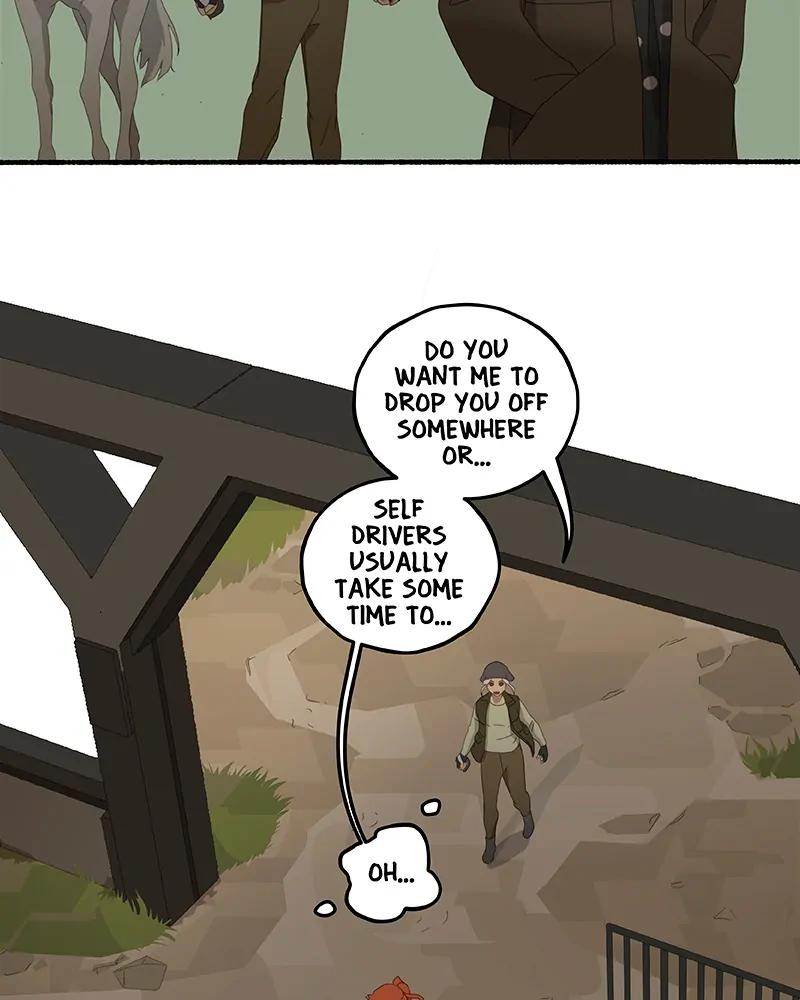 DO YOU
WANT ME TO
DROP YOU OFF
SOMEWHERE
OR...
SELF
DRIVERS
USUALLY
TAKE SOME
TIME TO...
OH...